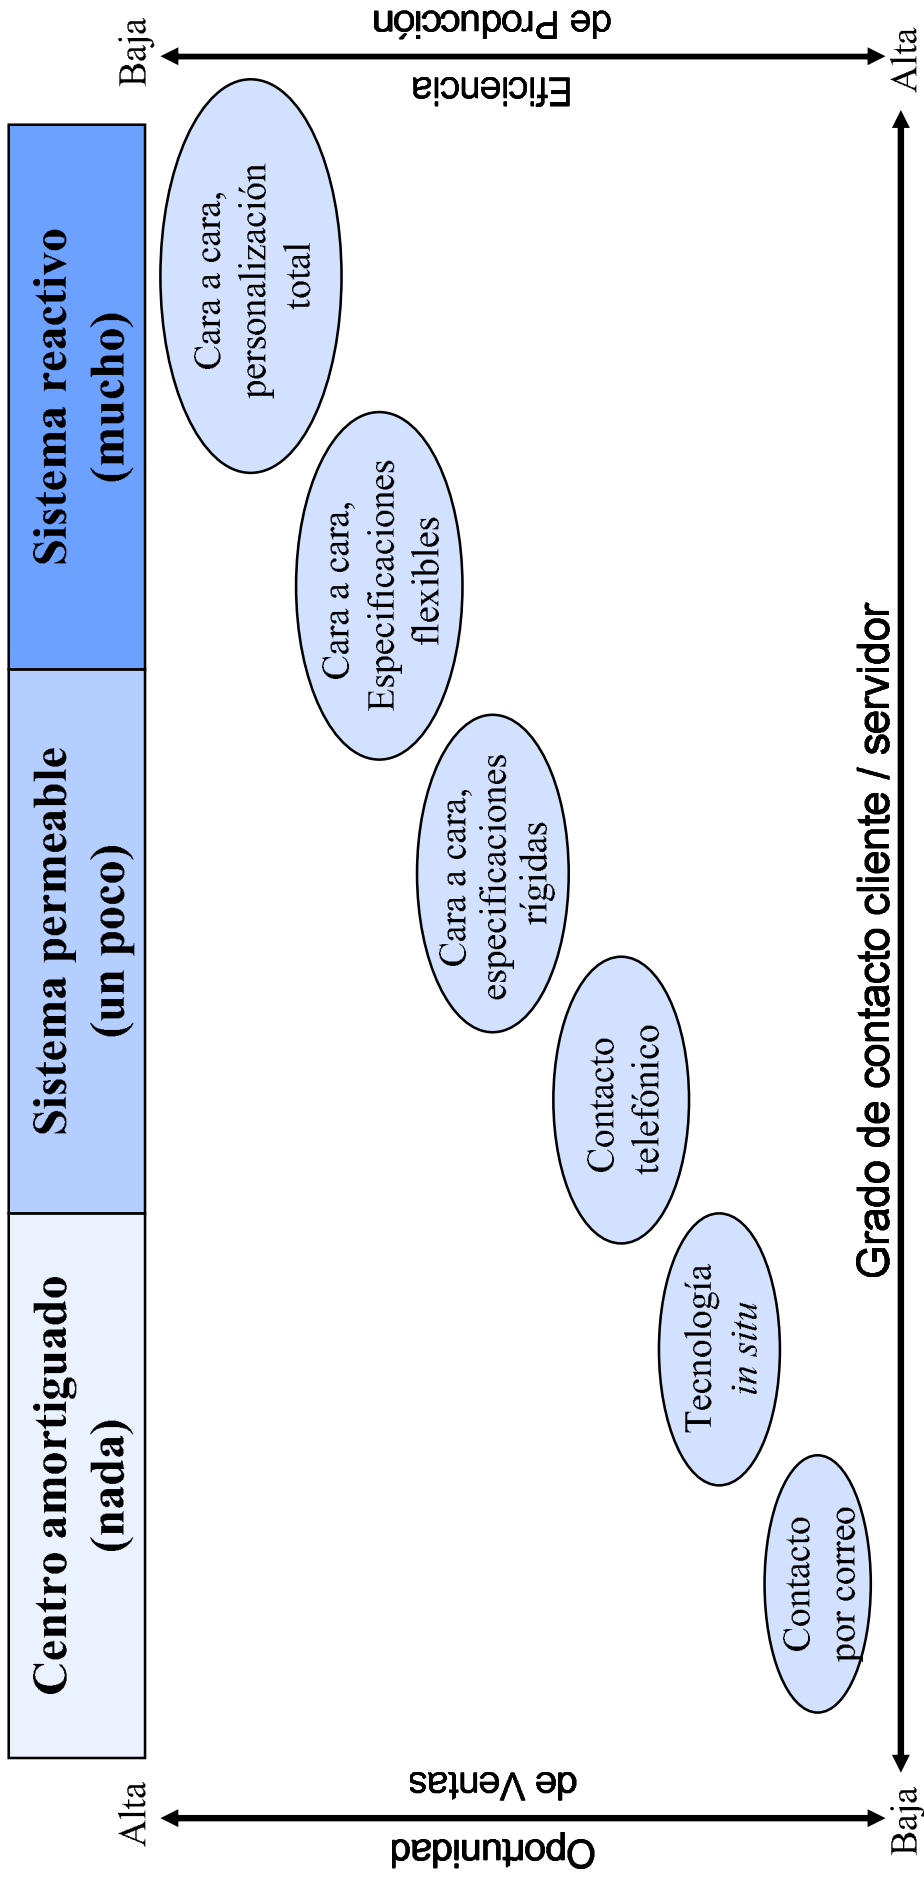 Centro amortiguado
(nada)
Sistema permeable
(un poco)
Sistema reactivo
(mucho)
Alta
Oportunidad
de Ventas
Baja
Baja
Eficiencia
de Producción
Alta
Cara a cara,
personalización
total
Cara a cara,
Especificaciones
flexibles
Cara a cara,
especificaciones
rígidas
Contacto
telefónico
Tecnología
in situ
Contacto
por correo
Grado de contacto cliente / servidor